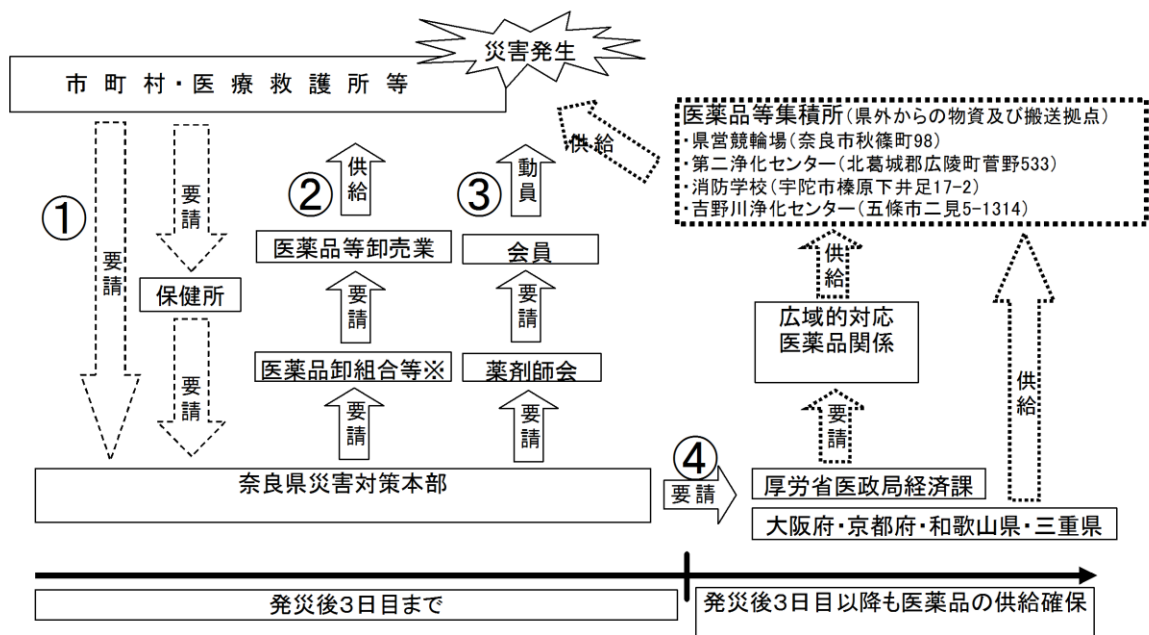 災害発生
市町村・医療救護所等
医薬品等集積所(県外からの物資及び搬送拠点)
・県営競輪場(奈良市秋篠町98)
・第二浄化センター(北葛城郡広陵町菅野533)
・消防学校(宇陀市榛原下井足17-2)
・吉野川浄化センター(五條市二見5-1314)
供給
①
要請
要請
保健所
要請
②
供給
医薬品等卸売業
要請
医薬品卸組合等※
要請
③
動員
会員
要請
薬剤師会
要請
供給
広域的対応
医薬品関係
要請
供給
④
要請
厚労省医政局経済課
大阪府・京都府・和歌山県・三重県
奈良県災害対策本部
発災後3日目まで
発災後3日目以降も医薬品の供給確保